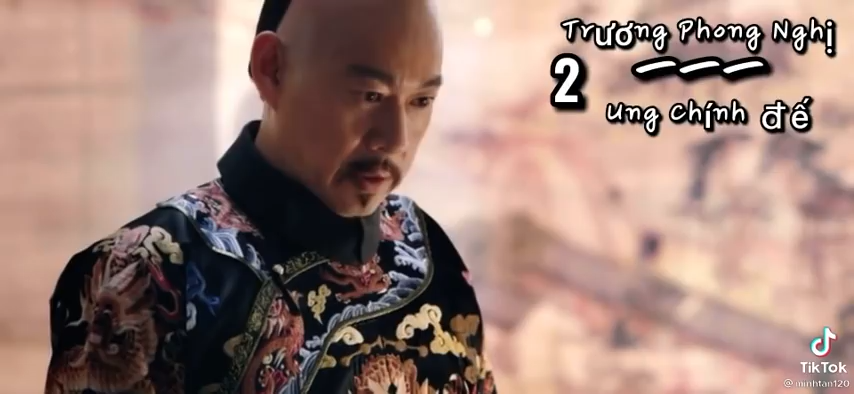 Trương Phong Nghị
2
Ung Chính đế
TikTok
@minhtan120